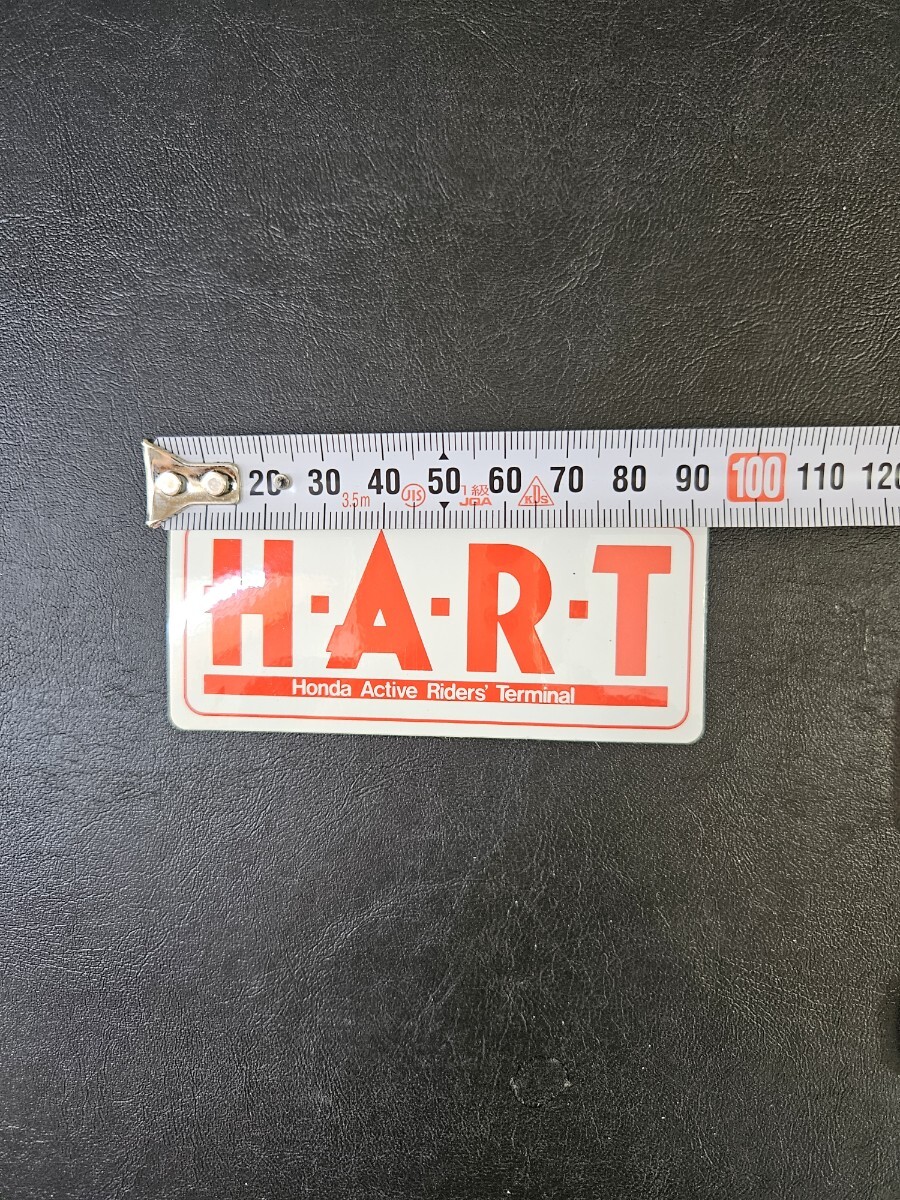 20 30 40 50 60 70 80 90 100 110 120
3.5m JIS 1級 JQA KDS
H·A·R·T
Honda Active Riders' Terminal